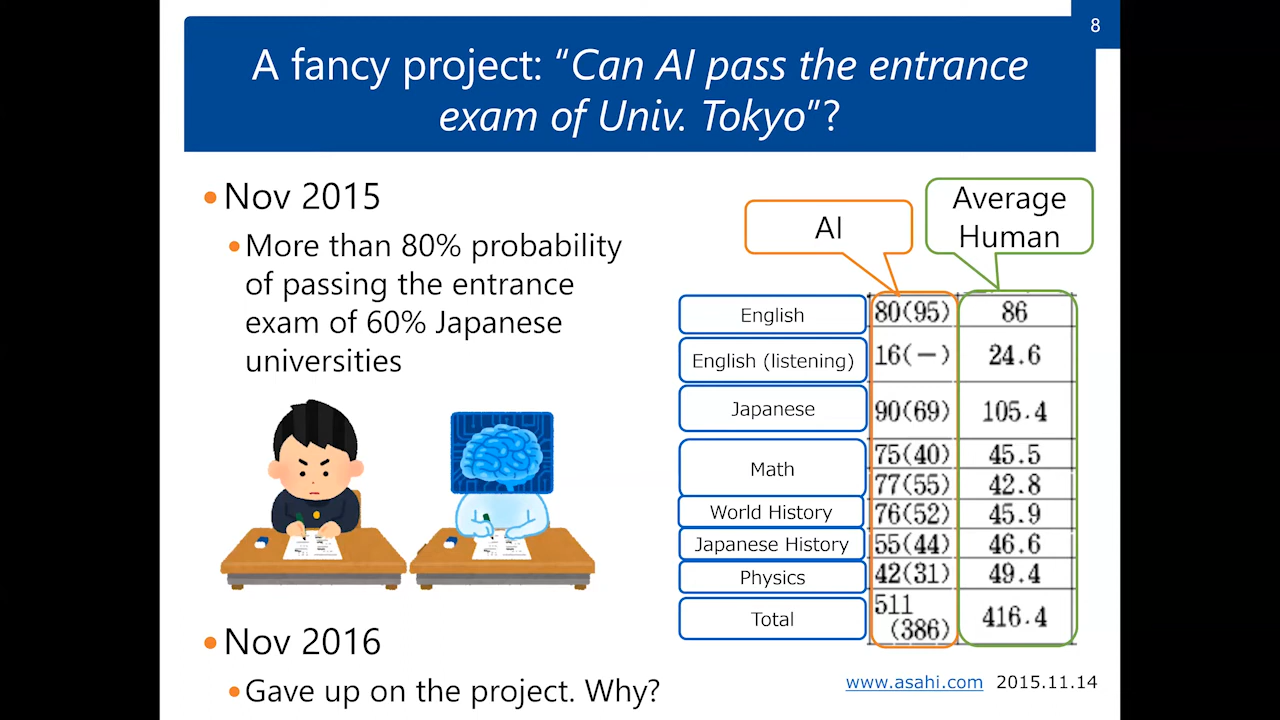 8
A fancy project: "Can AI pass the entrance
exam of Univ. Tokyo"?
•Nov 2015
•More than 80% probability
of passing the entrance
exam of 60% Japanese
universities
•Nov 2016
•Gave up on the project. Why?
AI
Average
Human
English 80(95) 86
English (listening) 16(－) 24.6
Japanese 90(69) 105.4
Math 75(40) 45.5
77(55) 42.8
World History 76(52) 45.9
Japanese History 55(44) 46.6
Physics 42(31) 49.4
Total 511
(386) 416.4
www.asahi.com 2015.11.14